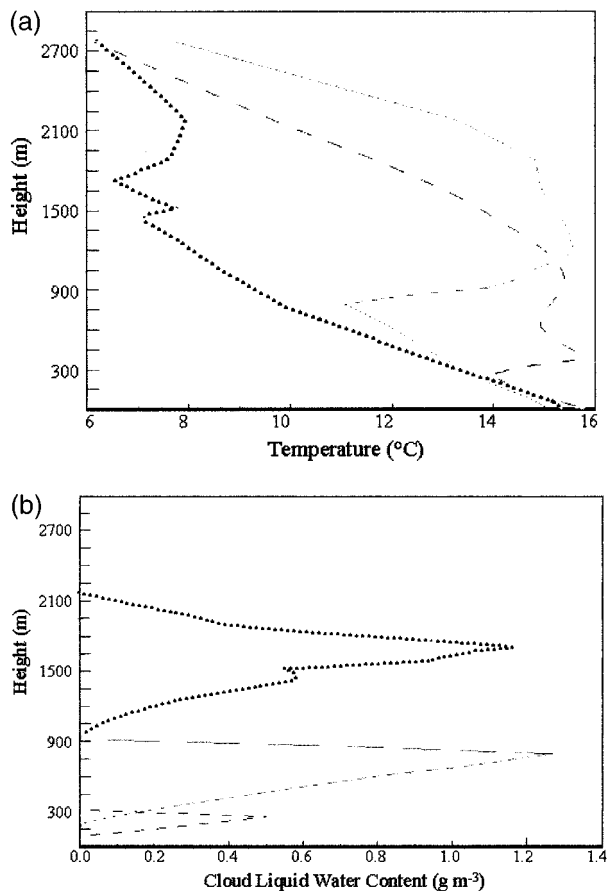 (a)
2700
2100
1500
900
300
Height (m)
6 8 10 12 14 16
Temperature (°C)
(b)
2700
2100
1500
900
300
Height (m)
0.0 0.2 0.4 0.6 0.8 1.0 1.2 1.4
Cloud Liquid Water Content (g m-3)